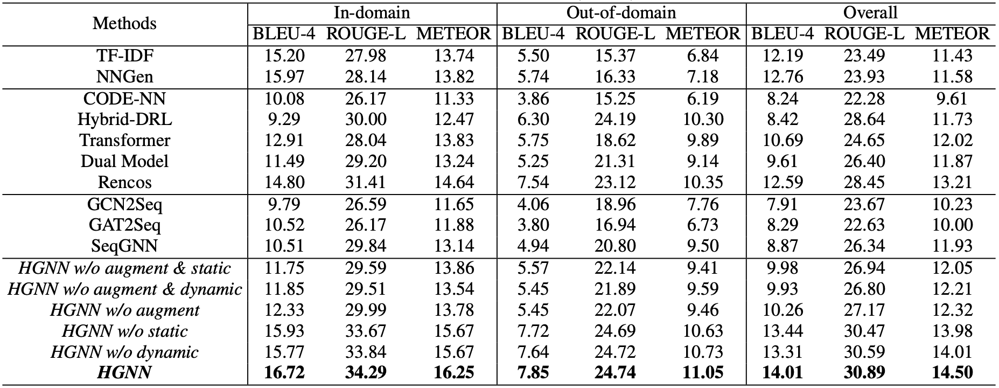 Methods In-domain Out-of-domain Overall
BLEU-4 ROUGE-L METEOR BLEU-4 ROUGE-L METEOR BLEU-4 ROUGE-L METEOR
TF-IDF 15.20 27.98 13.74 5.50 15.37 6.84 12.19 23.49 11.43
NNGen 15.97 28.14 13.82 5.74 16.33 7.18 12.76 23.93 11.58
CODE-NN 10.08 26.17 11.33 3.86 15.25 6.19 8.24 22.28 9.61
Hybrid-DRL 9.29 30.00 12.47 6.30 24.19 10.30 8.42 28.64 11.73
Transformer 12.91 28.04 13.83 5.75 18.62 9.89 10.69 24.65 12.02
Dual Model 11.49 29.20 13.24 5.25 21.31 9.14 9.61 26.40 11.87
Rencos 14.80 31.41 14.64 7.54 23.12 10.35 12.59 28.45 13.21
GCN2Seq 9.79 26.59 11.65 4.06 18.96 7.76 7.91 23.67 10.23
GAT2Seq 10.52 26.17 11.88 3.80 16.94 6.73 8.29 22.63 10.00
SeqGNN 10.51 29.84 13.14 4.94 20.80 9.50 8.87 26.34 11.93
HGNN w/o augment & static 11.75 29.59 13.86 5.57 22.14 9.41 9.98 26.94 12.05
HGNN w/o augment & dynamic 11.85 29.51 13.54 5.45 21.89 9.59 9.93 26.80 12.21
HGNN w/o augment 12.33 29.99 13.78 5.45 22.07 9.46 10.26 27.17 12.32
HGNN w/o static 15.93 33.67 15.67 7.72 24.69 10.63 13.44 30.47 13.98
HGNN w/o dynamic 15.77 33.84 15.67 7.64 24.72 10.73 13.31 30.59 14.01
HGNN 16.72 34.29 16.25 7.85 24.74 11.05 14.01 30.89 14.50